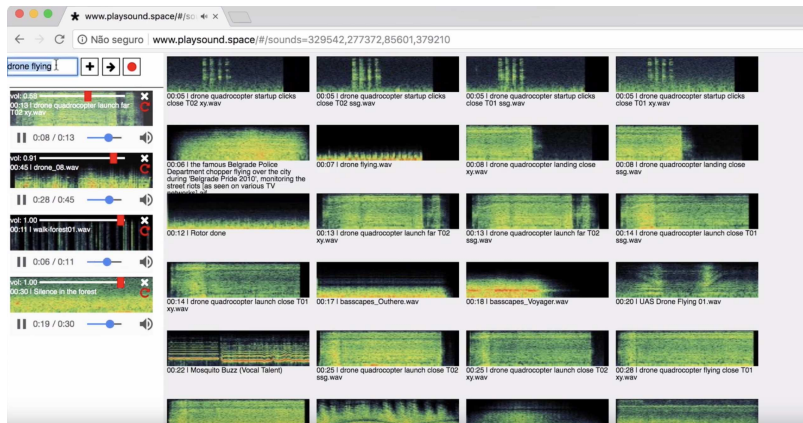 www.playsound.space/#/so
Não seguro | www.playsound.space/#/sounds=329542,277372,85601,379210
drone flying
vol: 0.58
00:13 | drone quadrocopter launch far
T02 xy.wav
0:08 / 0:13
vol: 0.91
00:45 | drone_08.wav
0:28 / 0:45
vol: 1.00
00:11 | walk-forest01.wav
0:06 / 0:11
vol: 1.00
00:30 | Silence in the forest
0:19 / 0:30
00:05 | drone quadrocopter startup clicks
close T02 xy.wav
00:05 | drone quadrocopter startup clicks
close T02 ssg.wav
00:05 | drone quadrocopter startup clicks
close T01 ssg.wav
00:05 | drone quadrocopter startup clicks
close T01 xy.wav
00:06 | the famous Belgrade Police
Department chopper flying over the city
during 'Belgrade Pride 2010', monitoring the
street riots [as seen on various TV
networks].aif
00:07 | drone flying.wav
00:08 | drone quadrocopter landing close
xy.wav
00:08 | drone quadrocopter landing close
ssg.wav
00:12 | Rotor done
00:13 | drone quadrocopter launch far T02
xy.wav
00:13 | drone quadrocopter launch far T02
ssg.wav
00:14 | drone quadrocopter launch close T01
ssg.wav
00:14 | drone quadrocopter launch close T01
xy.wav
00:17 | basscapes_Outhere.wav
00:18 | basscapes_Voyager.wav
00:20 | UAS Drone Flying 01.wav
00:22 | Mosquito Buzz (Vocal Talent)
00:25 | drone quadrocopter launch close T02
ssg.wav
00:25 | drone quadrocopter launch close T02
xy.wav
00:28 | drone quadrocopter flying close T01
xy.wav